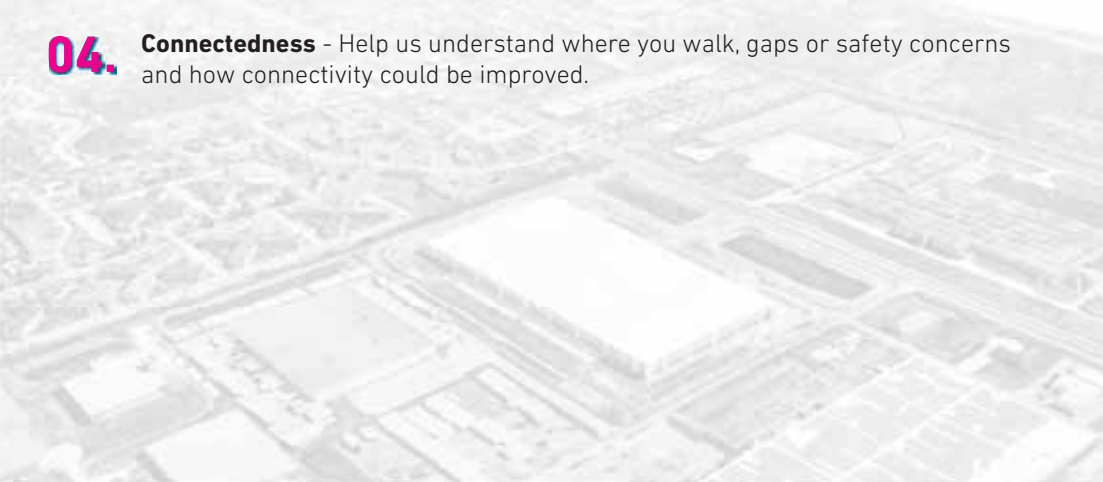 04. Connectedness - Help us understand where you walk, gaps or safety concerns
and how connectivity could be improved.